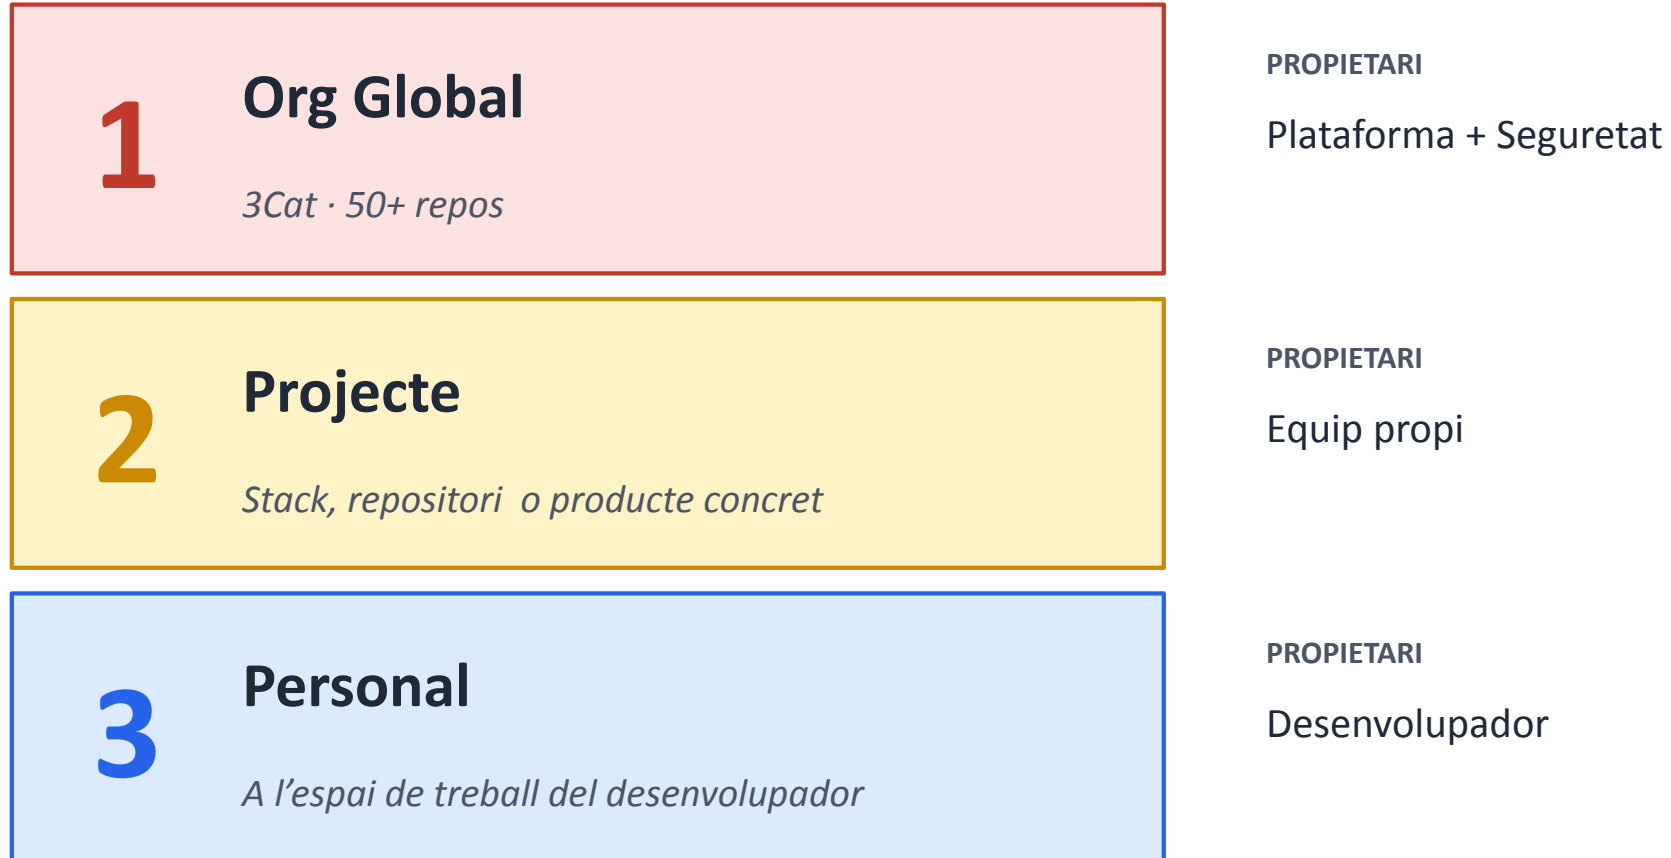 1
Org Global
3Cat · 50+ repos
PROPIETARI
Plataforma + Seguretat
2
Projecte
Stack, repositori  o producte concret
PROPIETARI
Equip propi
3
Personal
A l’espai de treball del desenvolupador
PROPIETARI
Desenvolupador